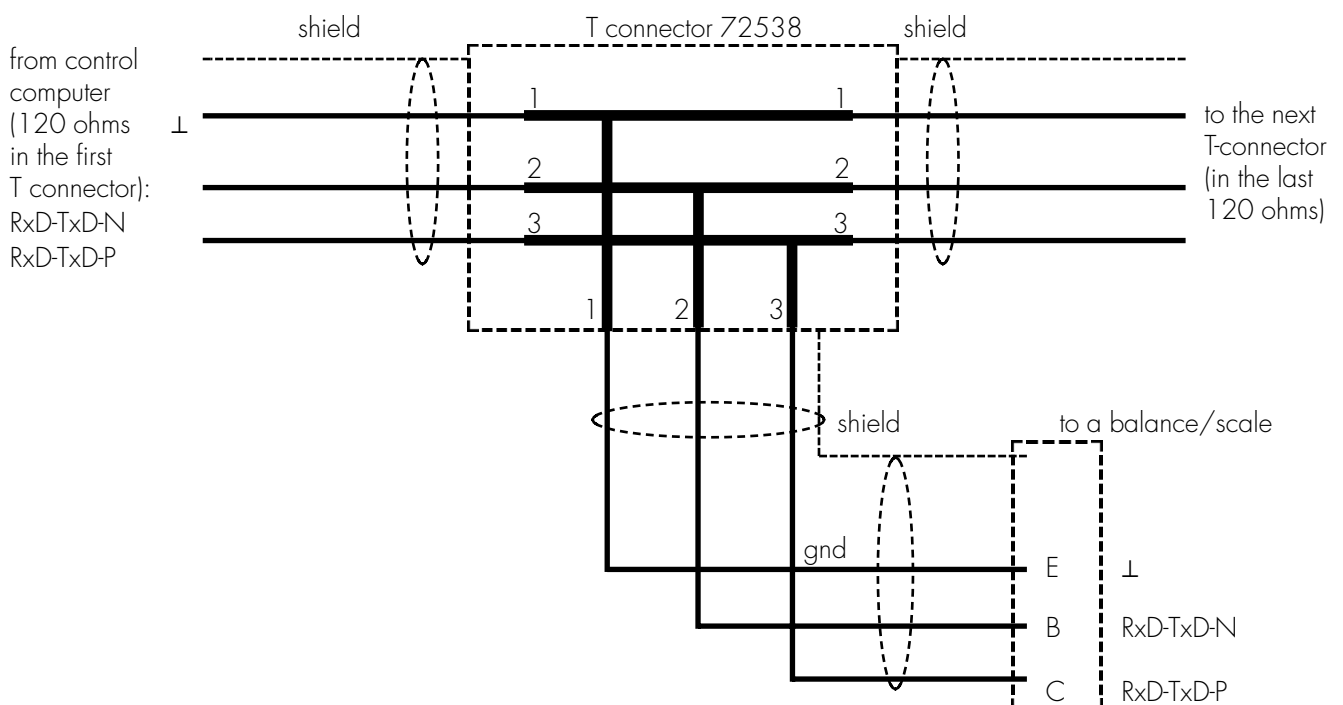 shield
T connector 72538
shield
from control
computer
(120 ohms ⊥
in the first
T connector):
RxD-TxD-N
RxD-TxD-P
1 1
2 2
3 3
1 2 3
to the next
T-connector
(in the last
120 ohms)
shield
to a balance/scale
gnd
E ⊥
B RxD-TxD-N
C RxD-TxD-P